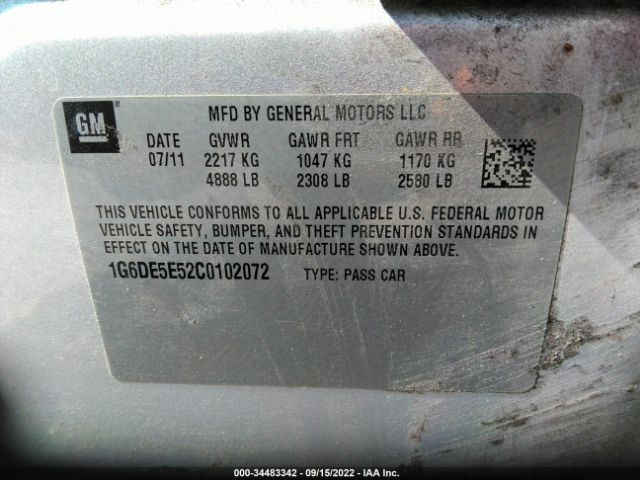 GM
MFD BY GENERAL MOTORS LLC
DATE GVWR GAWR FRT GAWR RR
07/11 2217 KG 1047 KG 1170 KG
4888 LB 2308 LB 2580 LB
THIS VEHICLE CONFORMS TO ALL APPLICABLE U.S. FEDERAL MOTOR
VEHICLE SAFETY, BUMPER, AND THEFT PREVENTION STANDARDS IN
EFFECT ON THE DATE OF MANUFACTURE SHOWN ABOVE.
1G6DE5E52C0102072 TYPE: PASS CAR
000-34483342 - 09/15/2022 - IAA Inc.